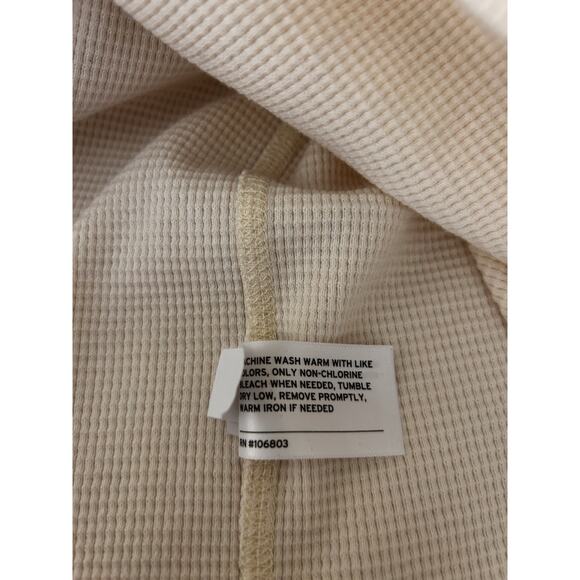 ACHINE WASH WARM WITH LIKE
OLORS, ONLY NON-CHLORINE
BLEACH WHEN NEEDED, TUMBLE
DRY LOW, REMOVE PROMPTLY,
WARM IRON IF NEEDED
RN #106803